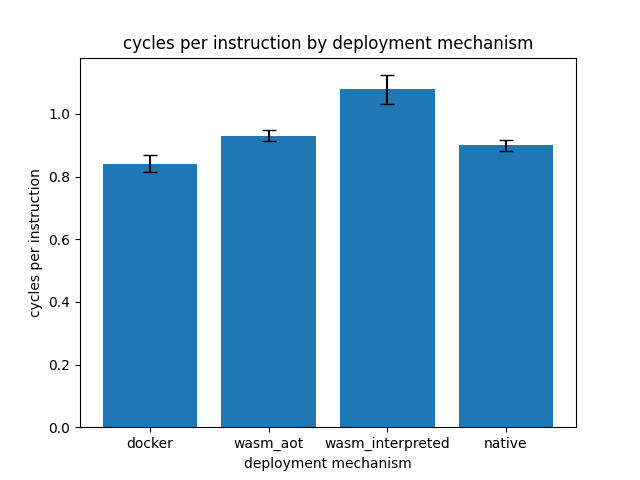 cycles per instruction by deployment mechanism
cycles per instruction
1.0
0.8
0.6
0.4
0.2
0.0
docker wasm_aot wasm_interpreted native
deployment mechanism